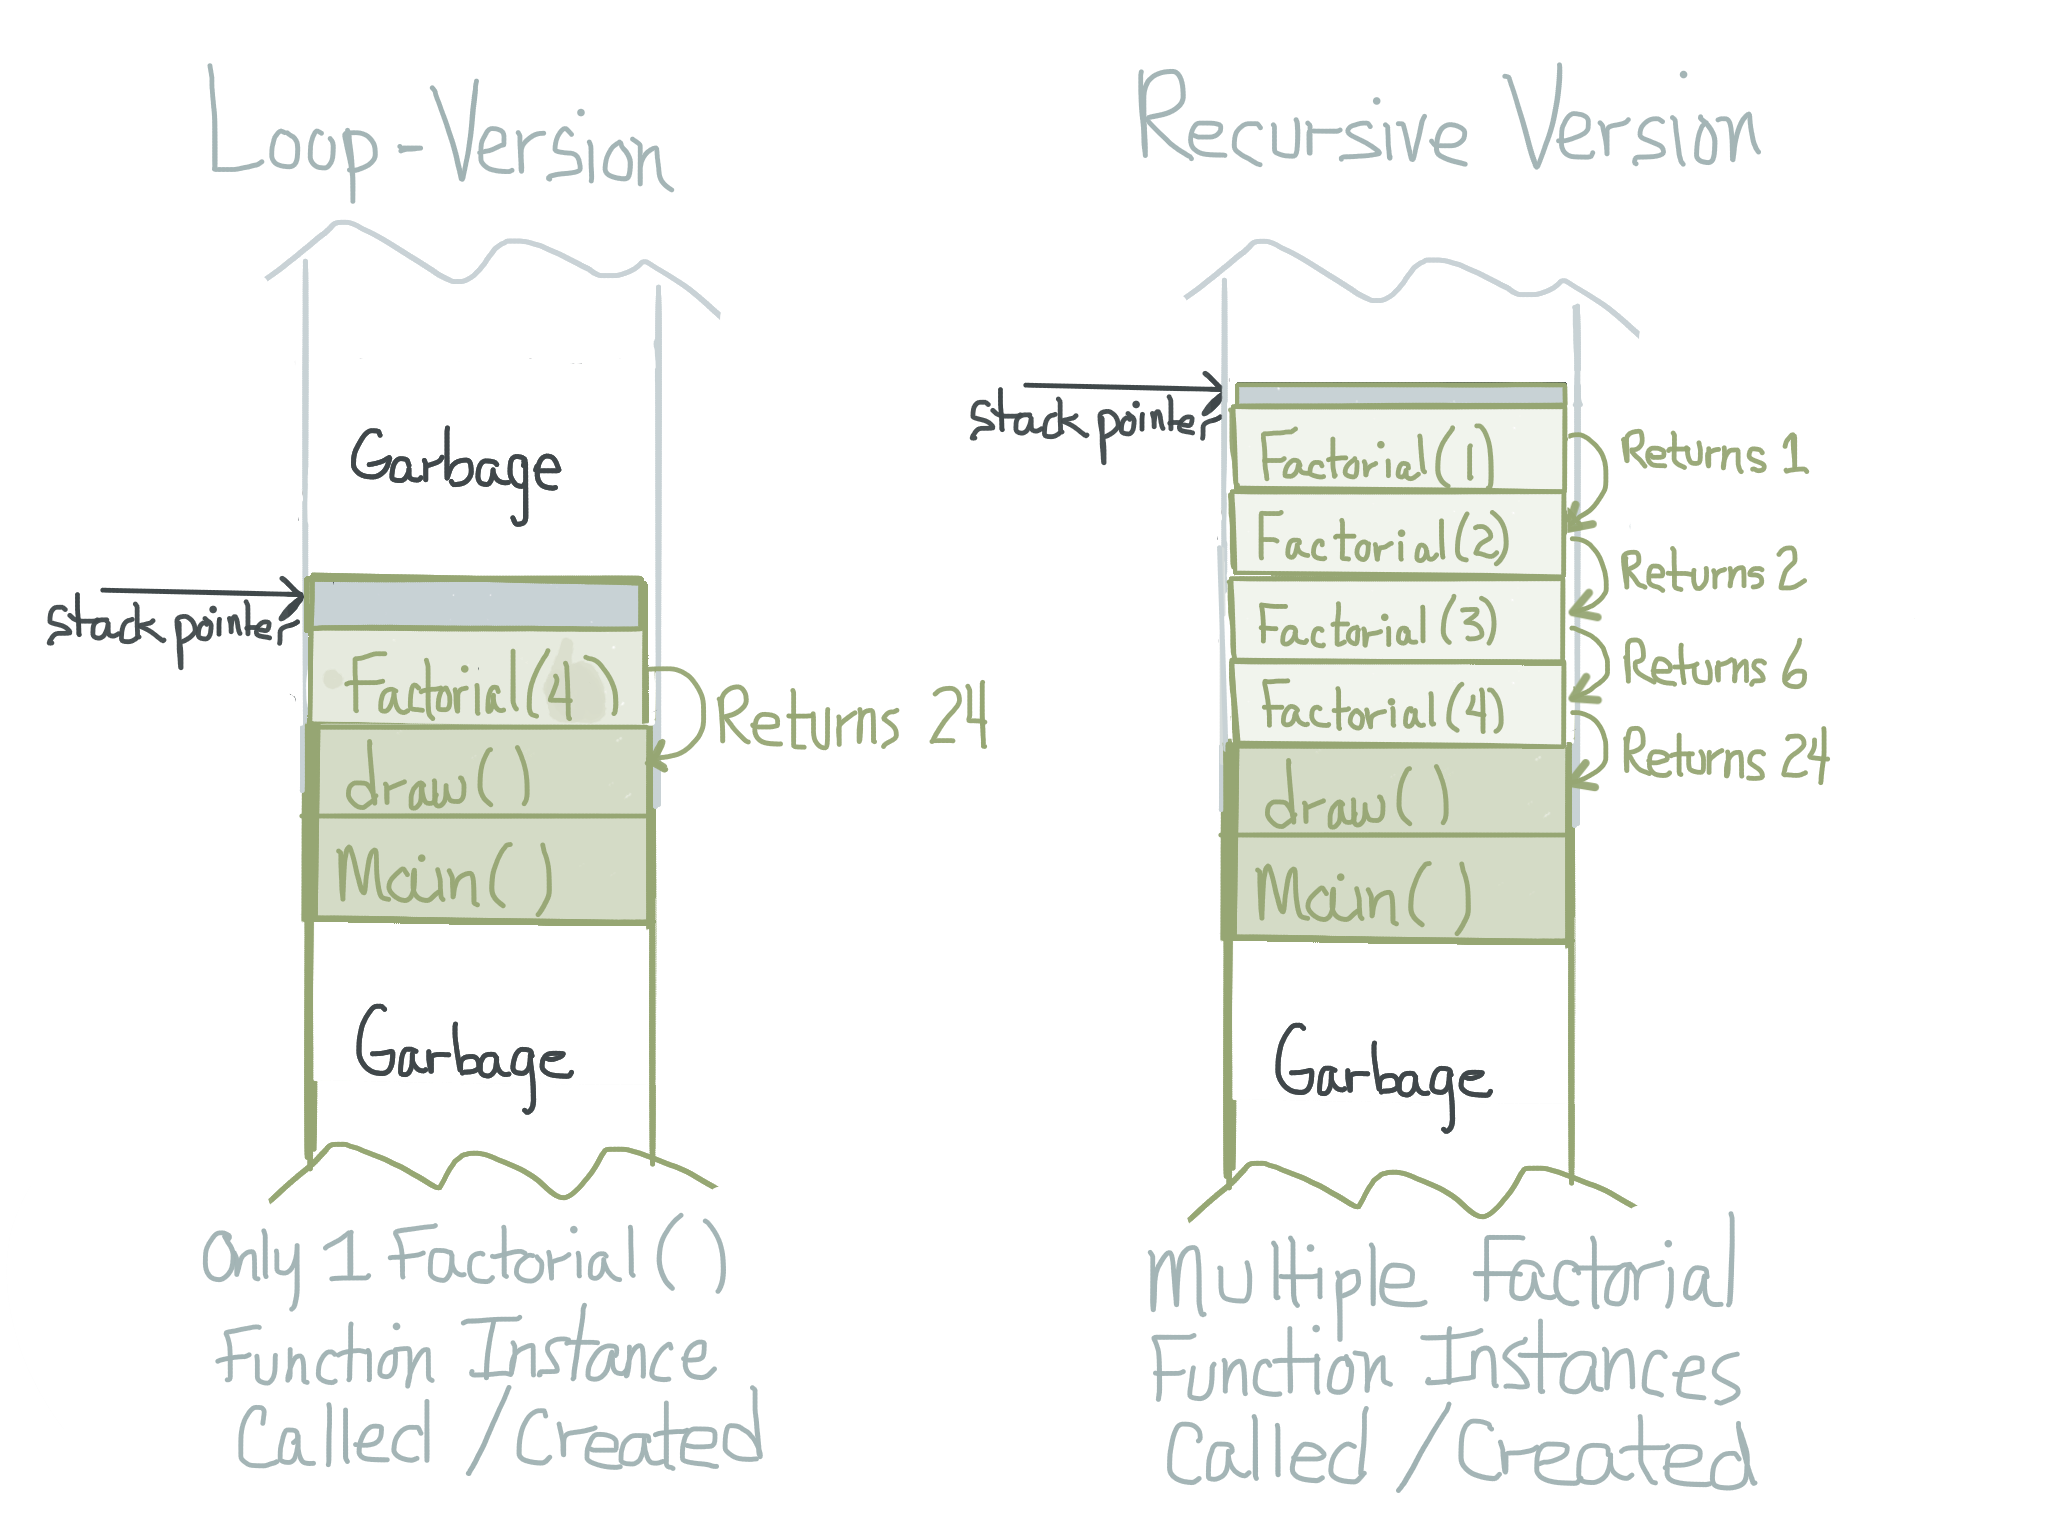 Loop-Version
Garbage
stack pointer
Factorial(4)
Returns 24
draw()
Main()
Garbage
Only 1 Factorial()
Function Instance
Called/Created
Recursive Version
stack pointer
Factorial(1)
Returns 1
Factorial(2)
Returns 2
Factorial(3)
Returns 6
Factorial(4)
Returns 24
draw()
Main()
Garbage
Multiple Factorial
Function Instances
Called/Created